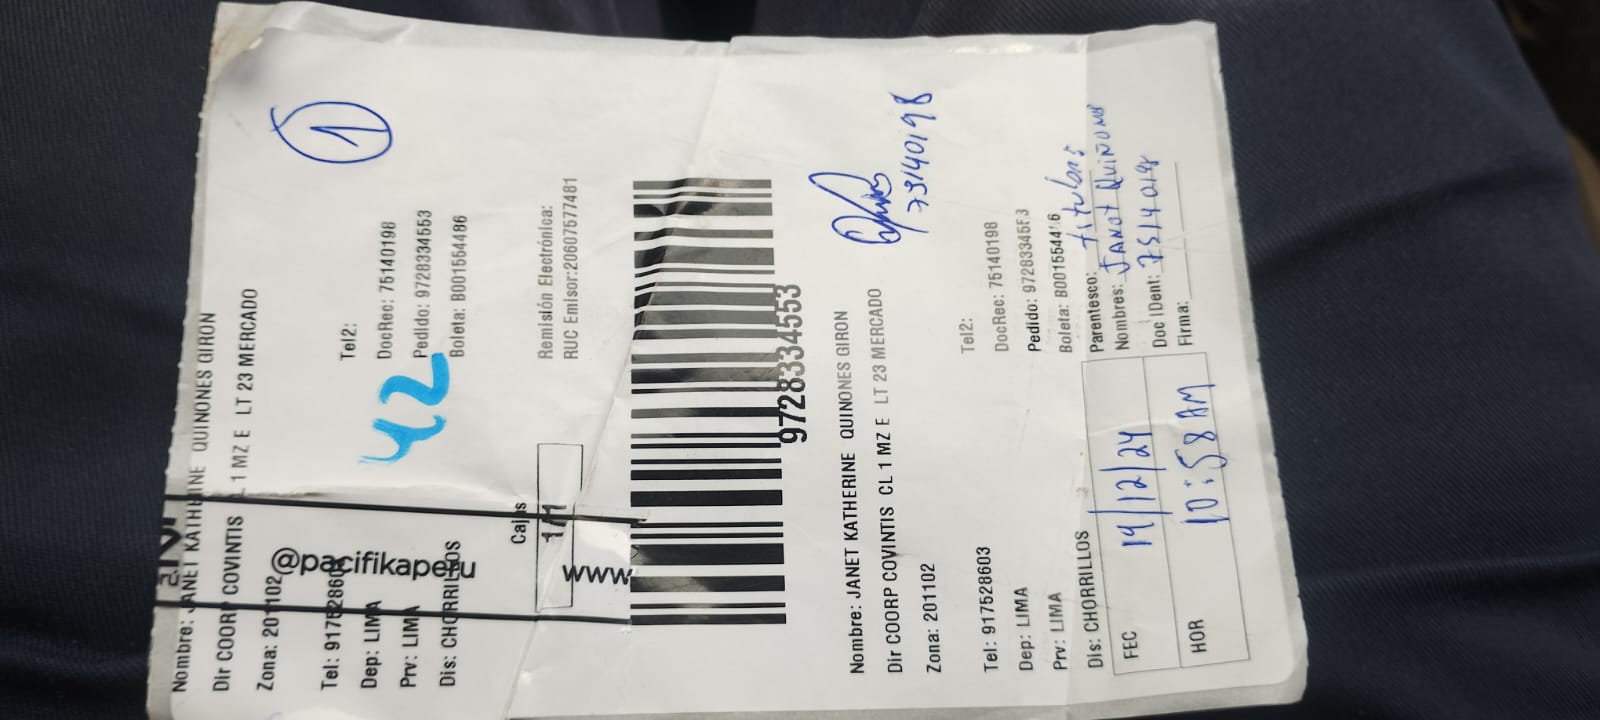 Nombre: JANET KATHERINE QUINONES GIRON
Dir COORP COVINTIS CL 1 MZ E LT 23 MERCADO
Zona: 201102
@pacifikaperu
Tel: 917528603 Tel2:
Dep: LIMA DocRec: 75140198
Prv: LIMA Pedido: 9728334553
Dis: CHORRILLOS Boleta: B001554486
1
42
Cajas
1/1
Remisión Electrónica:
RUC Emisor:20607577481
www
9728334553
75140198
Nombre: JANET KATHERINE QUINONES GIRON
Dir COORP COVINTIS CL 1 MZ E LT 23 MERCADO
Zona: 201102
Tel: 917528603 Tel2:
Dep: LIMA DocRec: 75140198
Prv: LIMA Pedido: 9728334553
Dis: CHORRILLOS Boleta: B001554486
FEC 14/12/24
HOR 10:58 AM
Parentesco: titular
Nombres: Janet Quiñones
Doc IDent: 75140198
Firma: